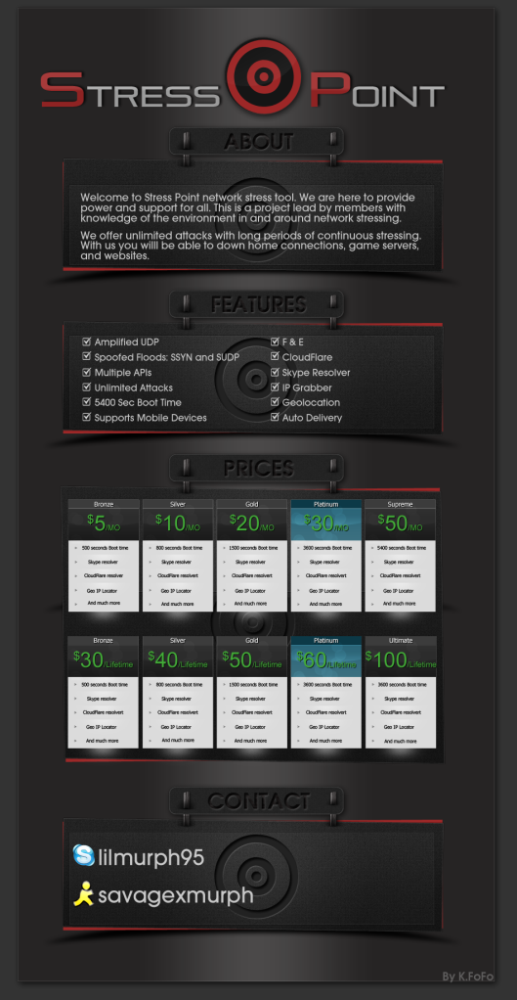 STRESS POINT
ABOUT
Welcome to Stress Point network stress tool. We are here to provide
power and support for all. This is a project lead by members with
knowledge of the environment in and around network stressing.
We offer unlimited attacks with long periods of continuous stressing.
With us you willl be able to down home connections, game servers,
and websites.
FEATURES
Amplified UDP
Spoofed Floods: SSYN and SUDP
Multiple APIs
Unlimited Attacks
5400 Sec Boot Time
Supports Mobile Devices
F & E
CloudFlare
Skype Resolver
IP Grabber
Geolocation
Auto Delivery
PRICES
Bronze
$5/MO
500 seconds Boot time
Skype resolver
CloudFlare resolvert
Geo IP Locator
And much more
Silver
$10/MO
800 seconds Boot time
Skype resolver
CloudFlare resolvert
Geo IP Locator
And much more
Gold
$20/MO
1500 seconds Boot time
Skype resolver
CloudFlare resolvert
Geo IP Locator
And much more
Platinum
$30/MO
3600 seconds Boot time
Skype resolver
CloudFlare resolvert
Geo IP Locator
And much more
Supreme
$50/MO
5400 seconds Boot time
Skype resolver
CloudFlare resolvert
Geo IP Locator
And much more
Bronze
$30/Lifetime
500 seconds Boot time
Skype resolver
CloudFlare resolvert
Geo IP Locator
And much more
Silver
$40/Lifetime
800 seconds Boot time
Skype resolver
CloudFlare resolvert
Geo IP Locator
And much more
Gold
$50/Lifetime
1500 seconds Boot time
Skype resolver
CloudFlare resolvert
Geo IP Locator
And much more
Platinum
$60/Lifetime
3600 seconds Boot time
Skype resolver
CloudFlare resolvert
Geo IP Locator
And much more
Ultimate
$100/Lifetime
3600 seconds Boot time
Skype resolver
CloudFlare resolvert
Geo IP Locator
And much more
CONTACT
lilmurph95
savagexmurph
By K.FoFo